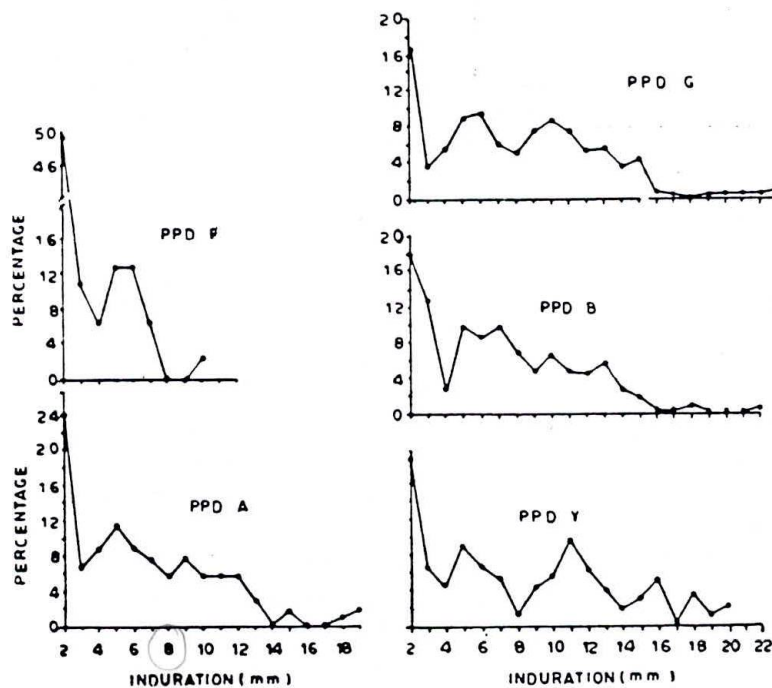 50
46
16
12
8
4
0
PERCENTAGE
PPD F
24
20
16
12
8
4
0
PERCENTAGE
PPD A
2 4 6 8 10 12 14 16 18
INDURATION (mm)
20
16
12
8
4
0
PPD G
20
16
12
8
4
0
PPD B
PPD Y
2 4 6 8 10 12 14 16 18 20 22
INDURATION (mm)